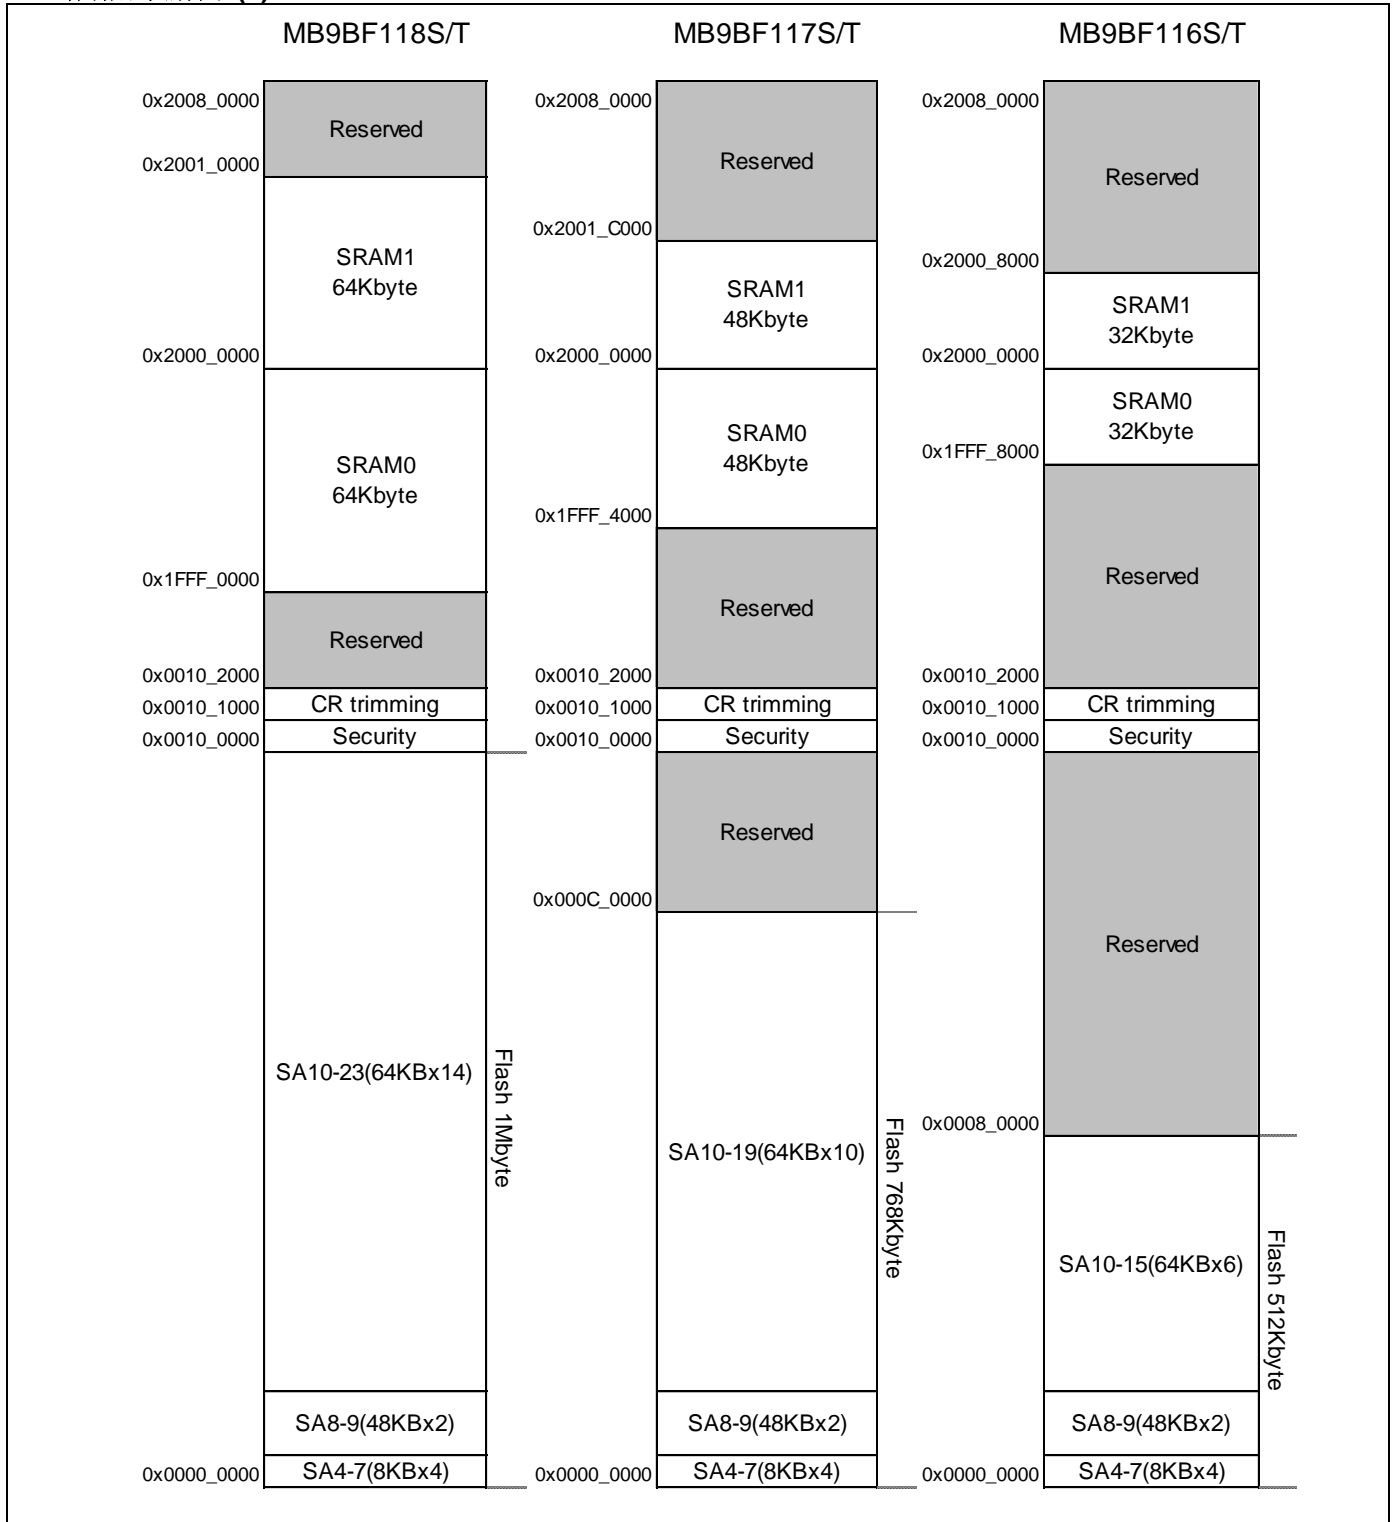 MB9BF118S/T
0x2008_0000
Reserved
0x2001_0000
SRAM1
64Kbyte
0x2000_0000
SRAM0
64Kbyte
0x1FFF_0000
Reserved
0x0010_2000
CR trimming
0x0010_1000
Security
0x0010_0000
SA10-23(64KBx14)
Flash 1Mbyte
SA8-9(48KBx2)
SA4-7(8KBx4)
0x0000_0000
MB9BF117S/T
0x2008_0000
Reserved
0x2001_C000
SRAM1
48Kbyte
0x2000_0000
SRAM0
48Kbyte
0x1FFF_4000
Reserved
0x0010_2000
CR trimming
0x0010_1000
Security
0x0010_0000
Reserved
0x000C_0000
SA10-19(64KBx10)
Flash 768Kbyte
SA8-9(48KBx2)
SA4-7(8KBx4)
0x0000_0000
MB9BF116S/T
0x2008_0000
Reserved
0x2000_8000
SRAM1
32Kbyte
0x2000_0000
SRAM0
32Kbyte
0x1FFF_8000
Reserved
0x0010_2000
CR trimming
0x0010_1000
Security
0x0010_0000
Reserved
0x0008_0000
SA10-15(64KBx6)
Flash 512Kbyte
SA8-9(48KBx2)
SA4-7(8KBx4)
0x0000_0000